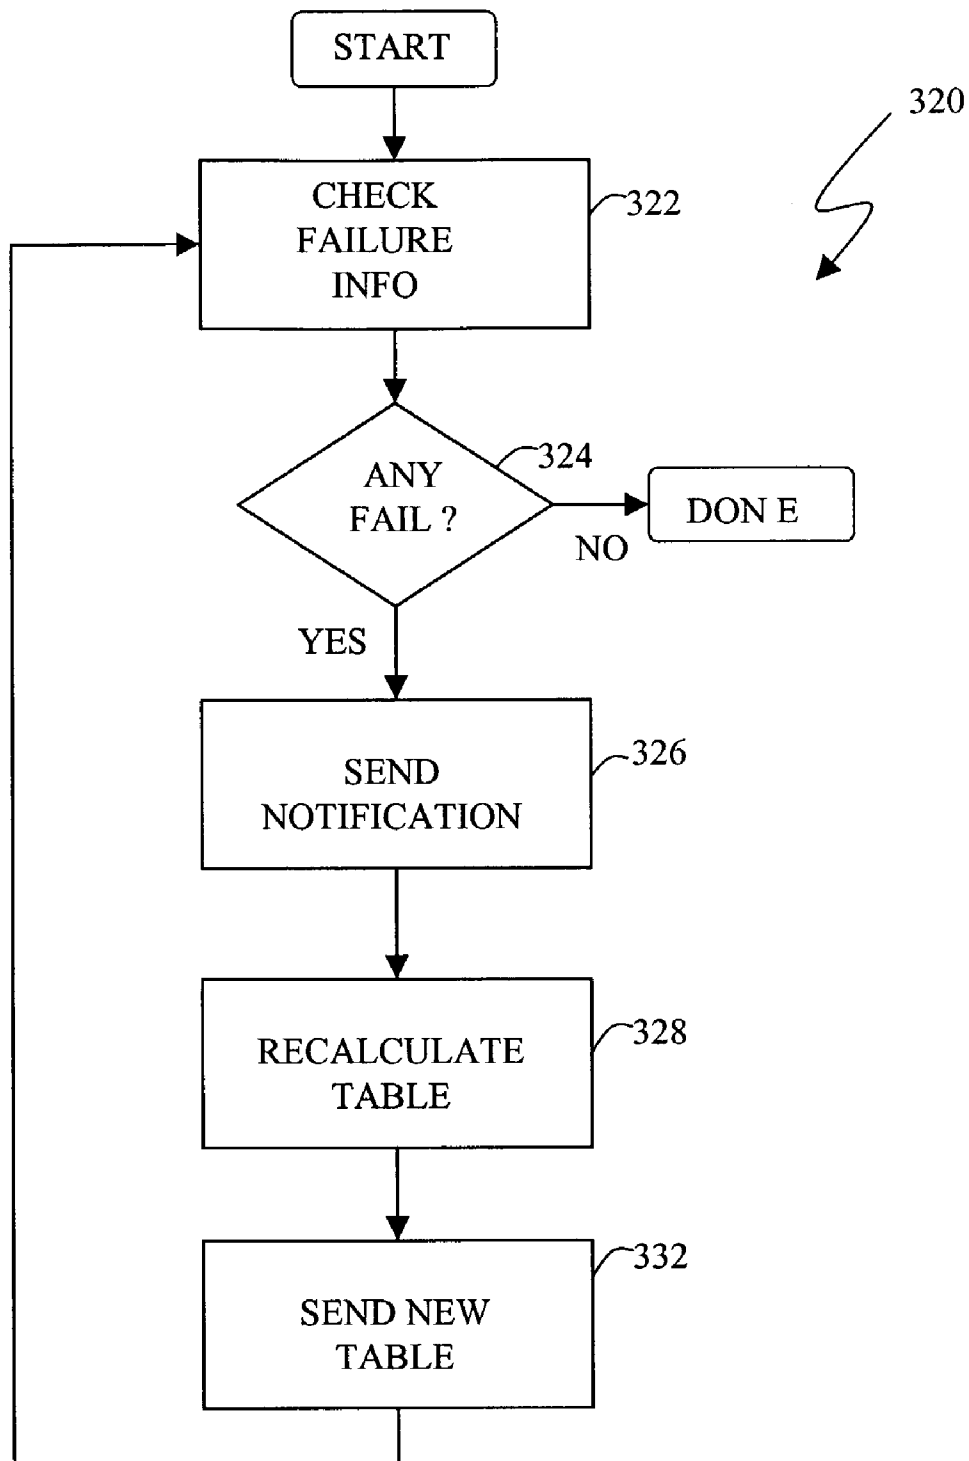 START
320
CHECK
FAILURE
INFO
322
ANY
FAIL ?
324
DON E
NO
YES
SEND
NOTIFICATION
326
RECALCULATE
TABLE
328
SEND NEW
TABLE
332